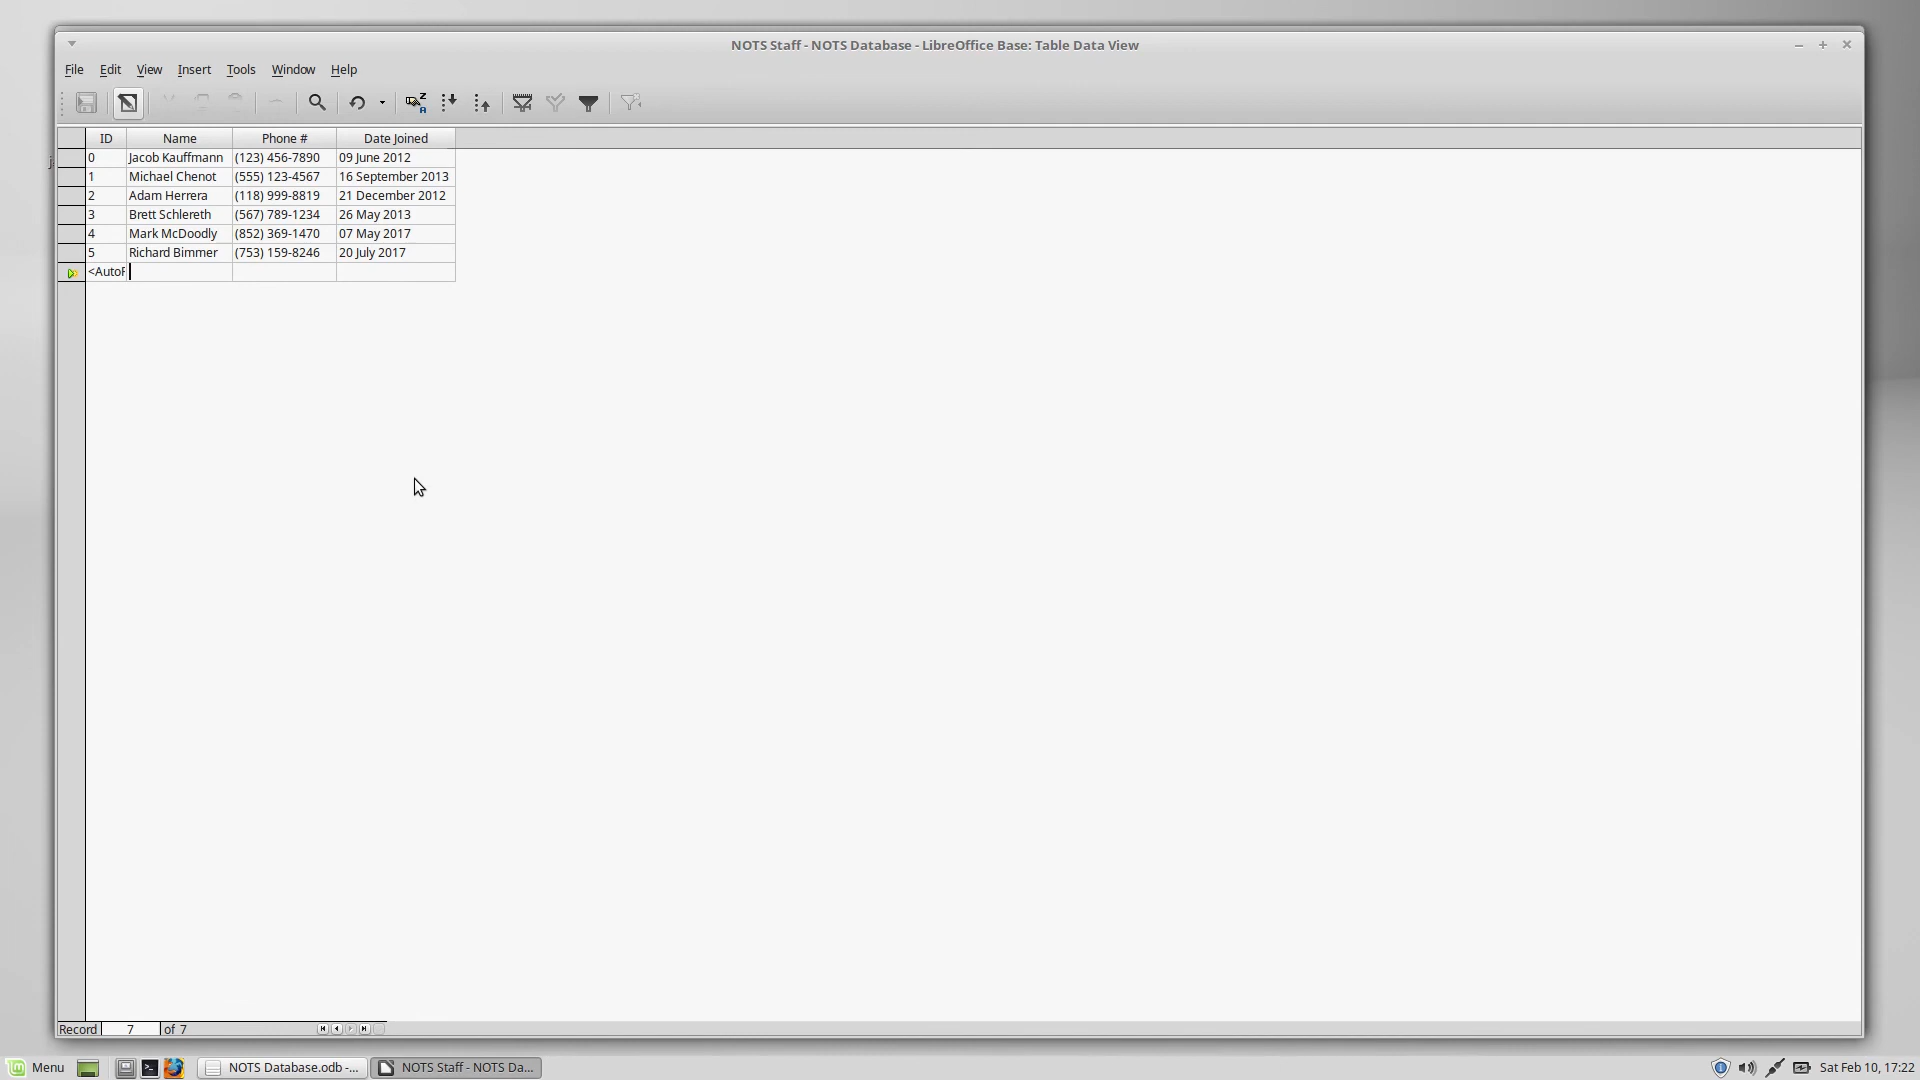 NOTS Staff - NOTS Database - LibreOffice Base: Table Data View
File Edit View Insert Tools Window Help
ID Name Phone # Date Joined
0 Jacob Kauffmann (123) 456-7890 09 June 2012
1 Michael Chenot (555) 123-4567 16 September 2013
2 Adam Herrera (118) 999-8819 21 December 2012
3 Brett Schlereth (567) 789-1234 26 May 2013
4 Mark McDoodly (852) 369-1470 07 May 2017
5 Richard Bimmer (753) 159-8246 20 July 2017
<AutoF
Record 7 of 7
Menu NOTS Database.odb -... NOTS Staff - NOTS Da... Sat Feb 10, 17:22